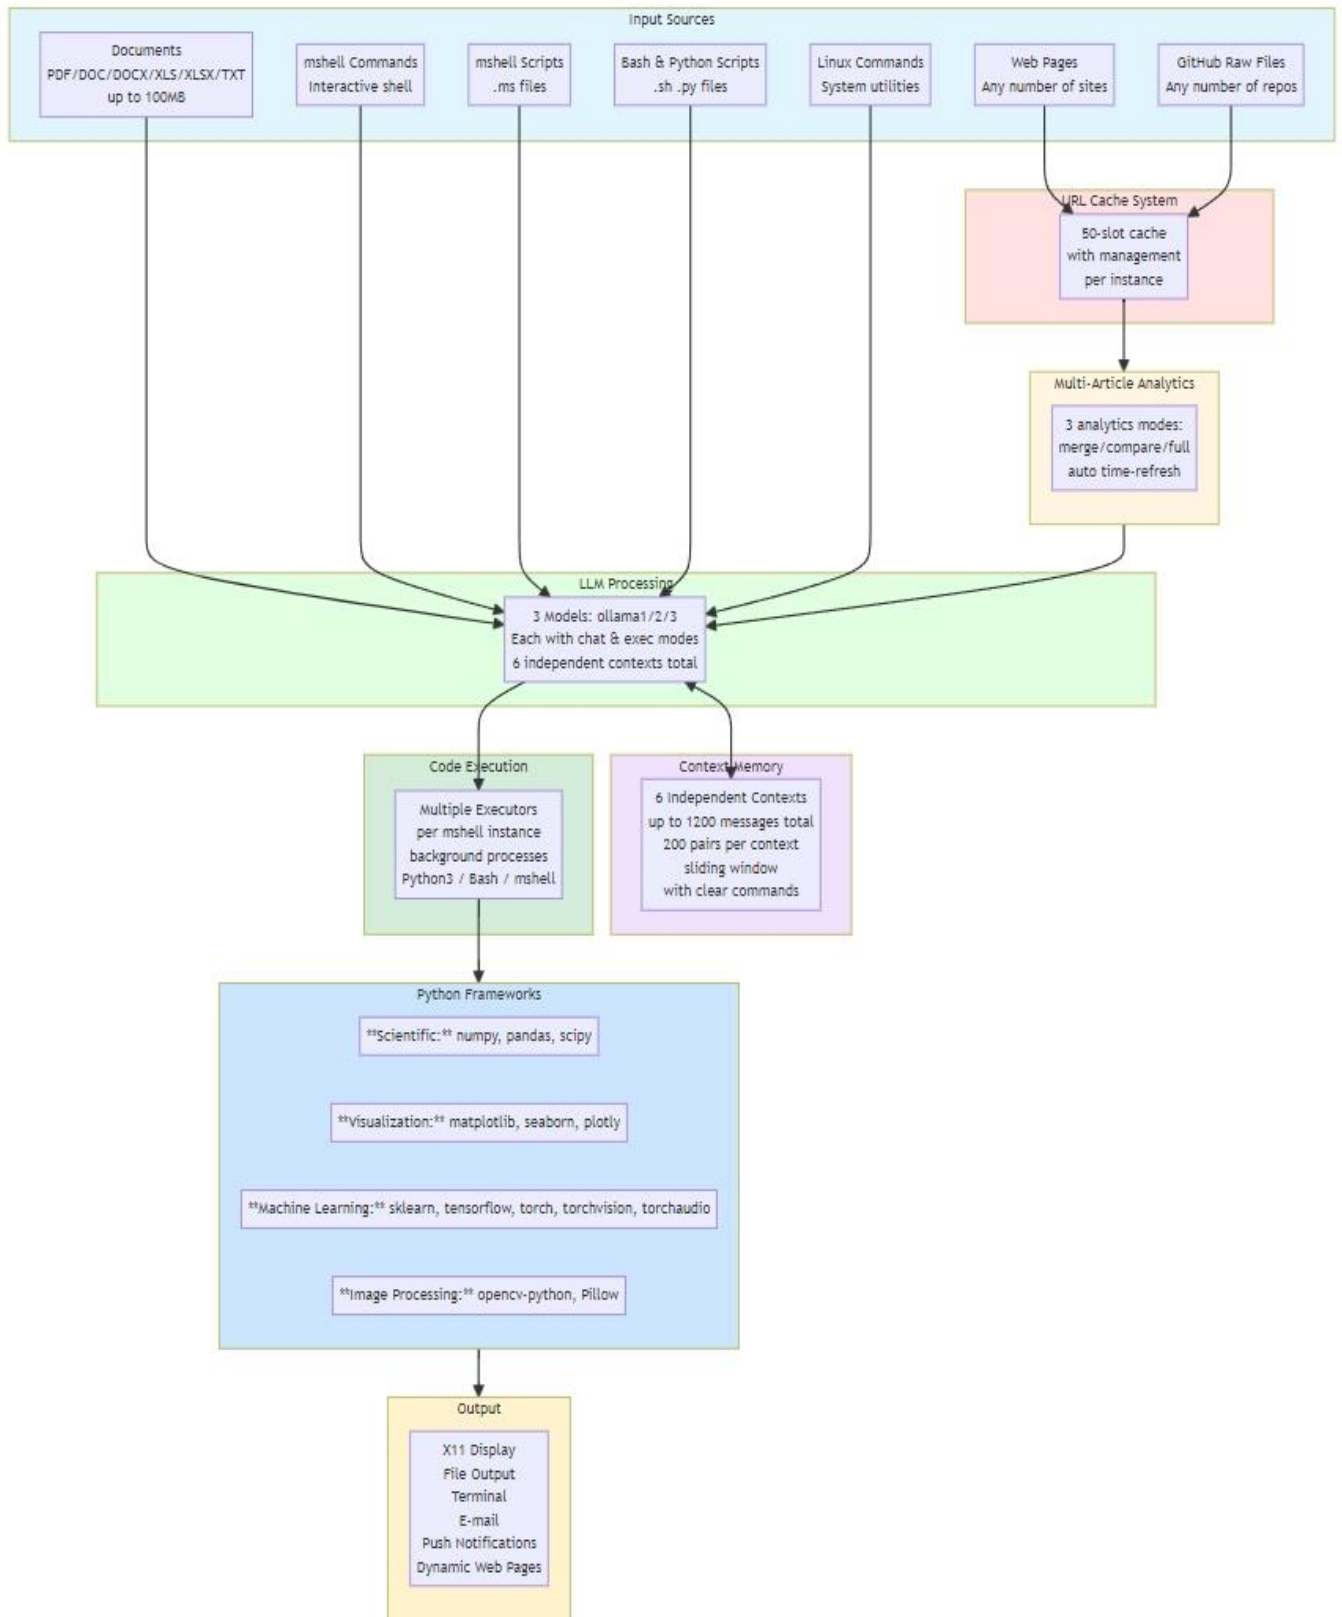 Input Sources
Documents
PDF/DOC/DOCX/XLS/XLSX/TXT
up to 100MB
mshell Commands
Interactive shell
mshell Scripts
.ms files
Bash & Python Scripts
.sh .py files
Linux Commands
System utilities
Web Pages
Any number of sites
GitHub Raw Files
Any number of repos
URL Cache System
50-slot cache
with management
per instance
Multi-Article Analytics
3 analytics modes:
merge/compare/full
auto time-refresh
LLM Processing
3 Models: ollama1/2/3
Each with chat & exec modes
6 independent contexts total
Code Execution
Multiple Executors
per mshell instance
background processes
Python3 / Bash / mshell
Context Memory
6 Independent Contexts
up to 1200 messages total
200 pairs per context
sliding window
with clear commands
Python Frameworks
**Scientific:** numpy, pandas, scipy
**Visualization:** matplotlib, seaborn, plotly
**Machine Learning:** sklearn, tensorflow, torch, torchvision, torchaudio
**Image Processing:** opencv-python, Pillow
Output
X11 Display
File Output
Terminal
E-mail
Push Notifications
Dynamic Web Pages